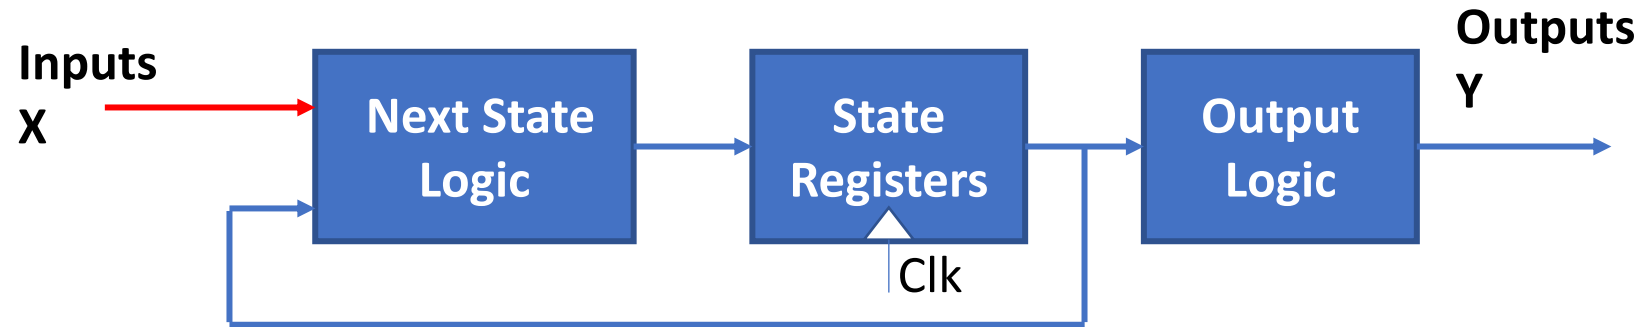 Inputs
X
Next State
Logic
State
Registers
Clk
Output
Logic
Outputs
Y